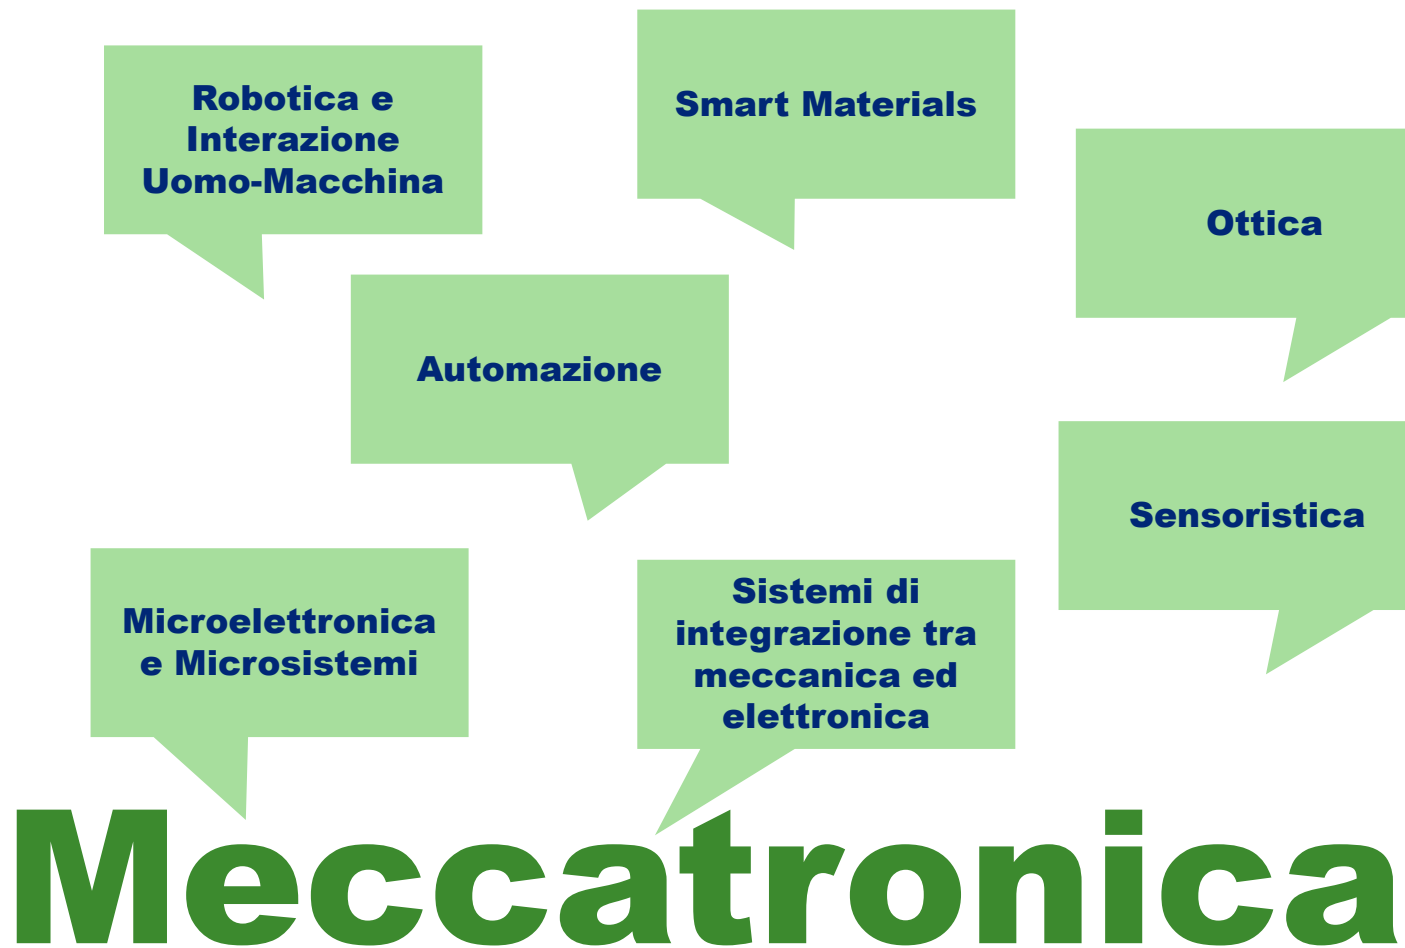 Robotica e
Interazione
Uomo-Macchina
Smart Materials
Ottica
Automazione
Sensoristica
Microelettronica
e Microsistemi
Sistemi di
integrazione tra
meccanica ed
elettronica
Meccatronica